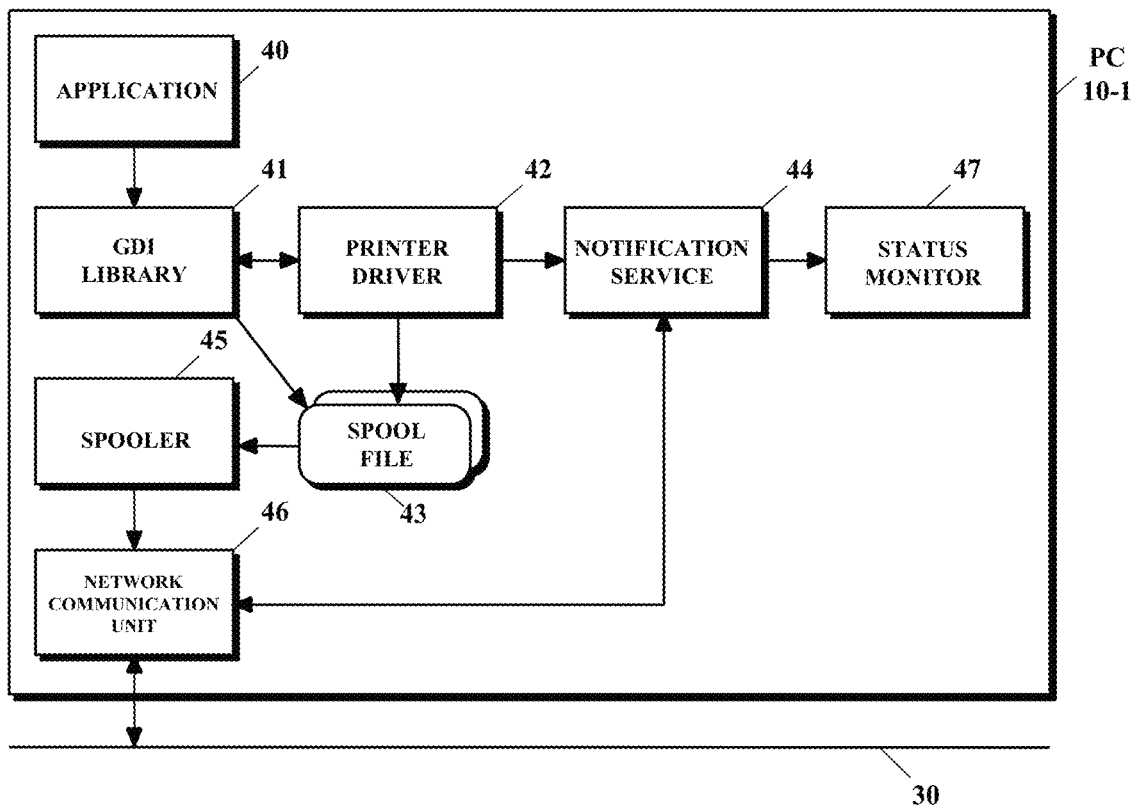 40
APPLICATION
PC
10-1
41
42
44
47
GDI
LIBRARY
PRINTER
DRIVER
NOTIFICATION
SERVICE
STATUS
MONITOR
45
SPOOLER
SPOOL
FILE
43
46
NETWORK
COMMUNICATION
UNIT
30